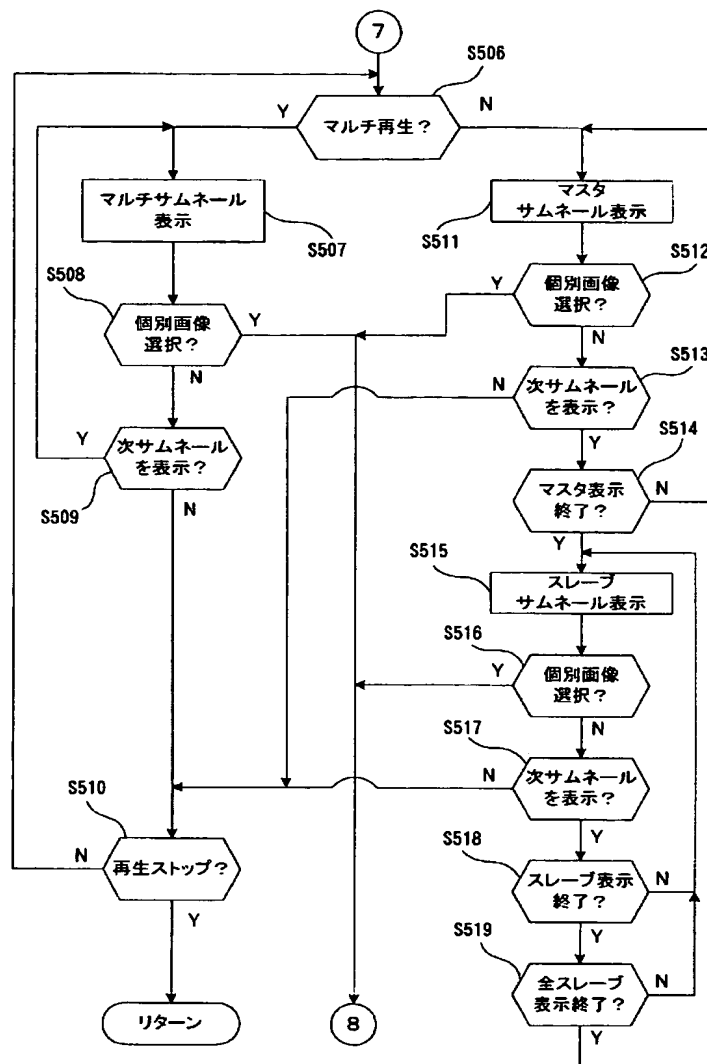 7
S506
Y
マルチ再生？
N
マルチサムネール
表示
S507
マスタ
サムネール表示
S511
S508
個別画像
選択？
Y
N
S512
Y
個別画像
選択？
N
S513
N
次サムネール
を表示？
Y
Y
次サムネール
を表示？
S509
N
S514
マスタ表示
終了？
N
Y
S515
スレーブ
サムネール表示
S516
Y
個別画像
選択？
N
S517
N
次サムネール
を表示？
Y
S510
N
再生ストップ？
Y
S518
スレーブ表示
終了？
N
Y
S519
全スレーブ
表示終了？
N
Y
リターン
8